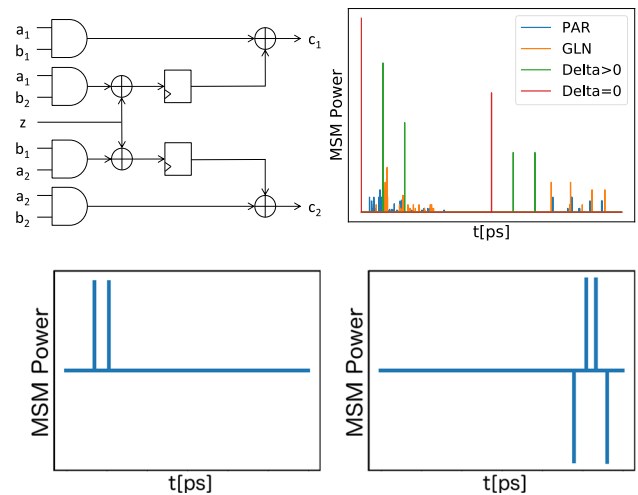 a₁
b₁
a₁
b₂
z
b₁
a₂
a₂
b₂
c₁
c₂
MSM Power
t[ps]
PAR
GLN
Delta>0
Delta=0
MSM Power
t[ps]
MSM Power
t[ps]